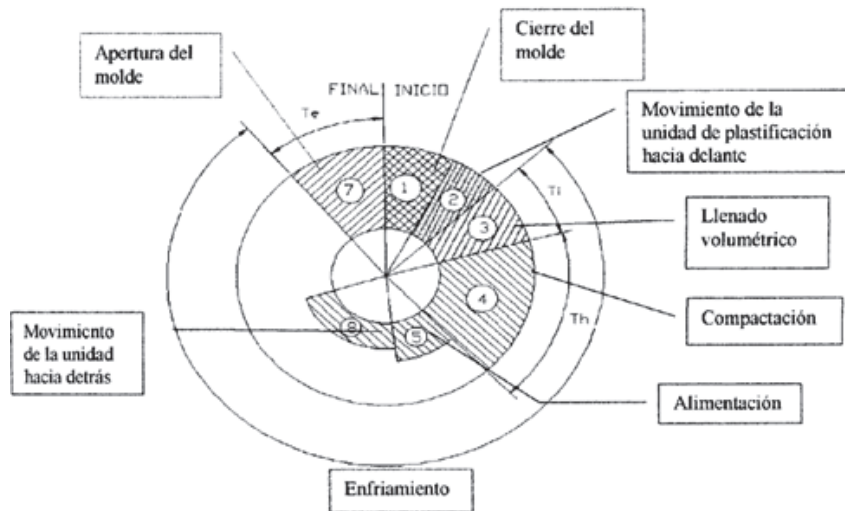 Apertura del
molde
Cierre del
molde
FINAL INICIO
Te
Movimiento de la
unidad de plastificación
hacia delante
Ti
7
1
2
3
Llenado
volumétrico
4
Th
Compactación
Movimiento
de la unidad
hacia detrás
8
5
Alimentación
Enfriamiento